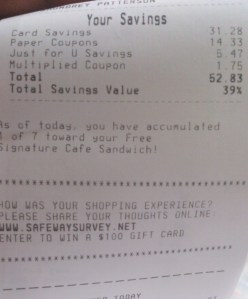 PATTERSON
Your Savings
Card Savings 31.28
Paper Coupons 14.33
Just for U Savings 5.47
Multiplied Coupon 1.75
Total 52.83
Total Savings Value 39%
As of today, you have accumulated
1 of 7 toward your Free
Signature Cafe Sandwich!
HOW WAS YOUR SHOPPING EXPERIENCE?
PLEASE SHARE YOUR THOUGHTS ONLINE
WWW.SAFEWAYSURVEY.NET
ENTER TO WIN A $100 GIFT CARD
TODAY